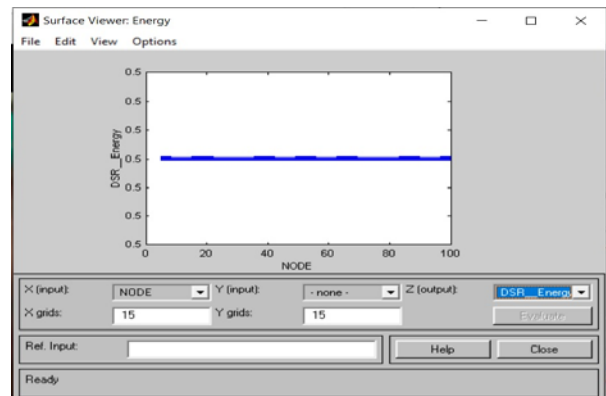 Surface Viewer: Energy
File Edit View Options
0.5
0.5
0.5
0.5
0.5
0.5
0.5
DSR__Energy
0 20 40 60 80 100
NODE
X (input): NODE Y (input): - none - Z (output): DSR__Energy
X grids: 15 Y grids: 15 Evaluate
Ref. Input: Help Close
Ready